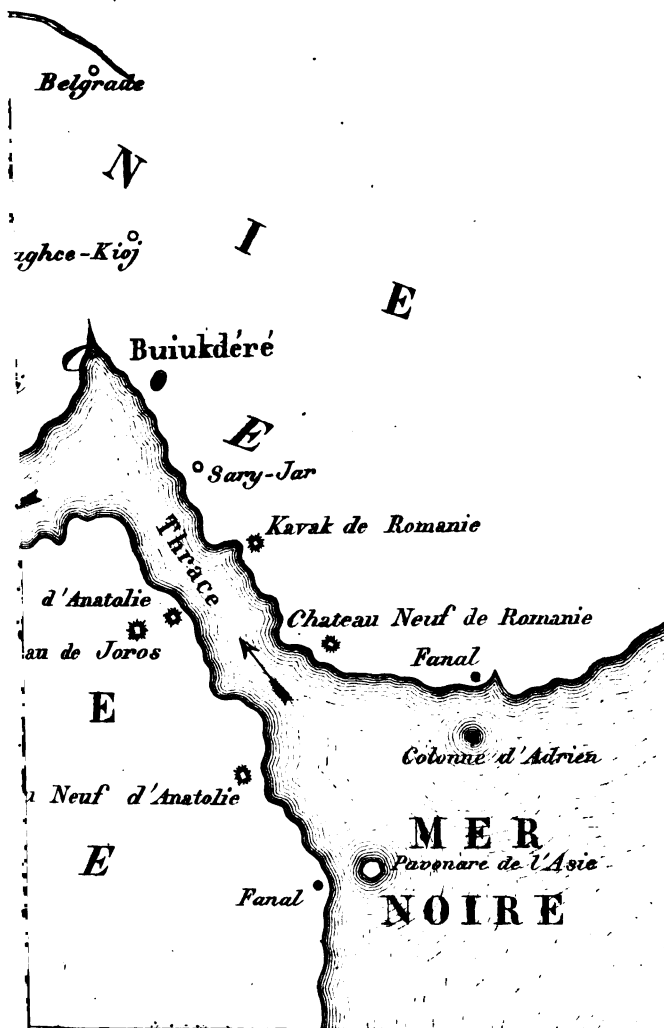 Belgrade
N
I
E
aghce-Kioj
Buiukdéré
E
Sary-Jar
Kavak de Romanie
Thrace
d'Anatolie
Chateau Neuf de Romanie
au de Joros
Fanal
E
Colonne d'Adrien
u Neuf d'Anatolie
MER
E
Pavonare de l'Asie
Fanal
NOIRE